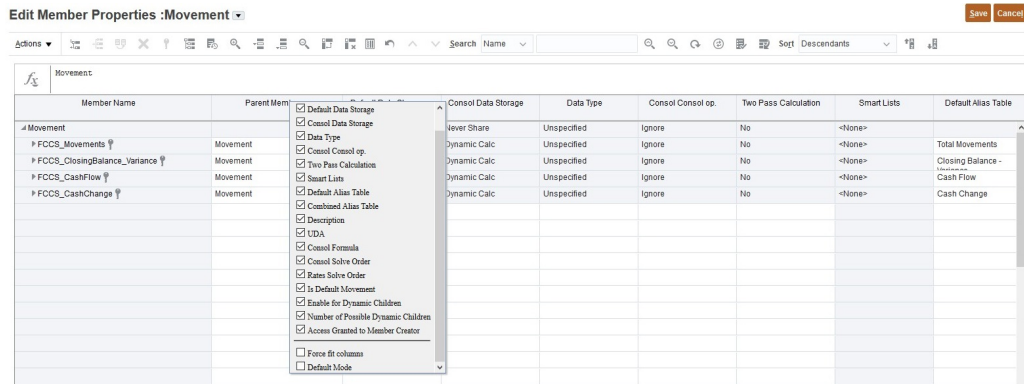 Edit Member Properties :Movement
Save Cancel
Actions Search Name Sort Descendants
fx Movement
Member Name Parent Mem Consol Data Storage Data Type Consol Consol op. Two Pass Calculation Smart Lists Default Alias Table
Movement Never Share Unspecified Ignore No <None>
FCCS_Movements Movement Dynamic Calc Unspecified Ignore No <None> Total Movements
FCCS_ClosingBalance_Variance Movement Dynamic Calc Unspecified Ignore No <None> Closing Balance -
Variance
FCCS_CashFlow Movement Dynamic Calc Unspecified Ignore No <None> Cash Flow
FCCS_CashChange Movement Dynamic Calc Unspecified Ignore No <None> Cash Change
Default Data Storage
Consol Data Storage
Data Type
Consol Consol op.
Two Pass Calculation
Smart Lists
Default Alias Table
Combined Alias Table
Description
UDA
Consol Formula
Consol Solve Order
Rates Solve Order
Is Default Movement
Enable for Dynamic Children
Number of Possible Dynamic Children
Access Granted to Member Creator
Force fit columns
Default Mode